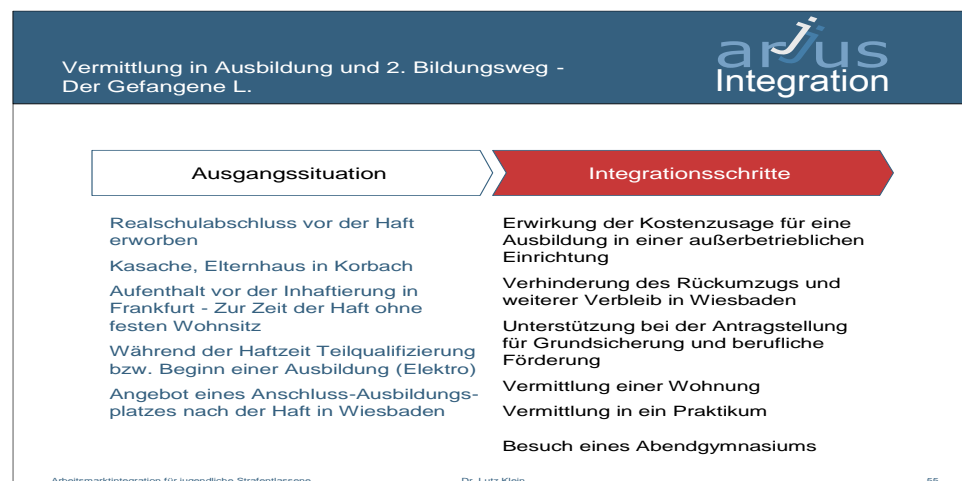 Vermittlung in Ausbildung und 2. Bildungsweg -
Der Gefangene L.
arjus
Integration
Ausgangssituation
Realschulabschluss vor der Haft
erworben
Kasache, Elternhaus in Korbach
Aufenthalt vor der Inhaftierung in
Frankfurt - Zur Zeit der Haft ohne
festen Wohnsitz
Während der Haftzeit Teilqualifizierung
bzw. Beginn einer Ausbildung (Elektro)
Angebot eines Anschluss-Ausbildungs-
platzes nach der Haft in Wiesbaden
Integrationsschritte
Erwirkung der Kostenzusage für eine
Ausbildung in einer außerbetrieblichen
Einrichtung
Verhinderung des Rückumzugs und
weiterer Verbleib in Wiesbaden
Unterstützung bei der Antragstellung
für Grundsicherung und berufliche
Förderung
Vermittlung einer Wohnung
Vermittlung in ein Praktikum
Besuch eines Abendgymnasiums
Arbeitsmarktintegration für jugendliche Strafentlassene
Dr. Lutz Klein
55